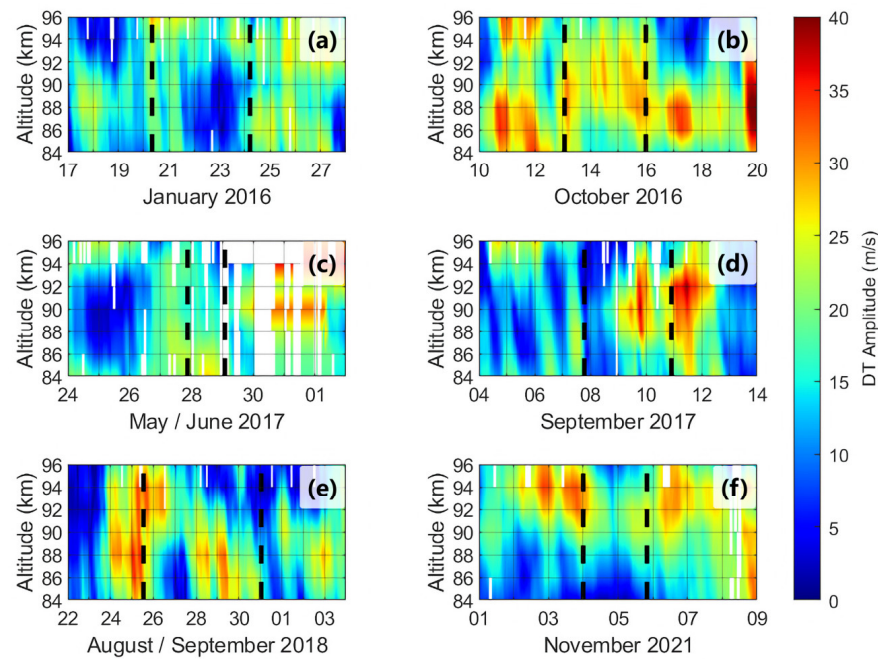 96 94 92 90 88 86 84
Altitude (km)
(a)
17 19 21 23 25 27
January 2016
96 94 92 90 88 86 84
Altitude (km)
(b)
10 12 14 16 18 20
October 2016
96 94 92 90 88 86 84
Altitude (km)
(c)
24 25 26 27 28 29 30 01
May / June 2017
96 94 92 90 88 86 84
Altitude (km)
(d)
04 06 08 10 12 14
September 2017
96 94 92 90 88 86 84
Altitude (km)
(e)
22 24 25 26 28 30 01 03
August / September 2018
96 94 92 90 88 86 84
Altitude (km)
(f)
01 03 05 07 09
November 2021
40
35
30
25
20
15
10
5
0
DT Amplitude (m/s)